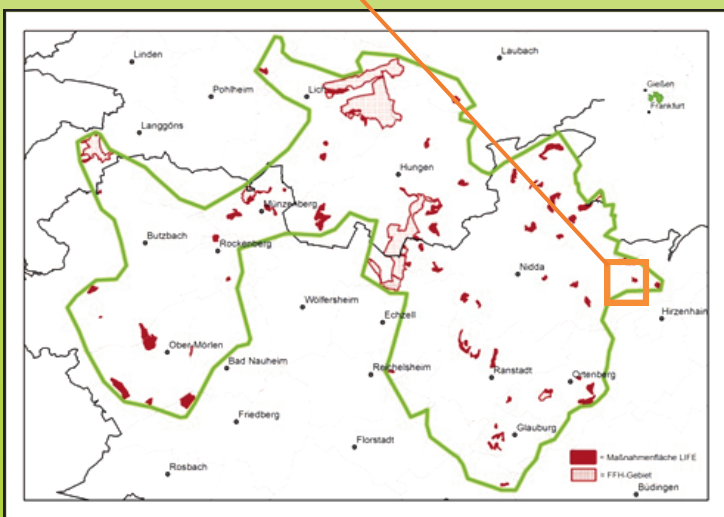 Linden
Laubach
Gießen
Pohlheim
Frankfurt
Langgöns
Hungen
Münzenberg
Butzbach
Rockenberg
Nidda
Wölfersheim
Hirzenhain
Echzell
Ober-Mörlen
Bad Nauheim
Reichelsheim
Ranstadt
Ortenberg
Friedberg
Glauburg
Florstadt
= Maßnahmenfläche LIFE
Rosbach
= FFH-Gebiet
Büdingen